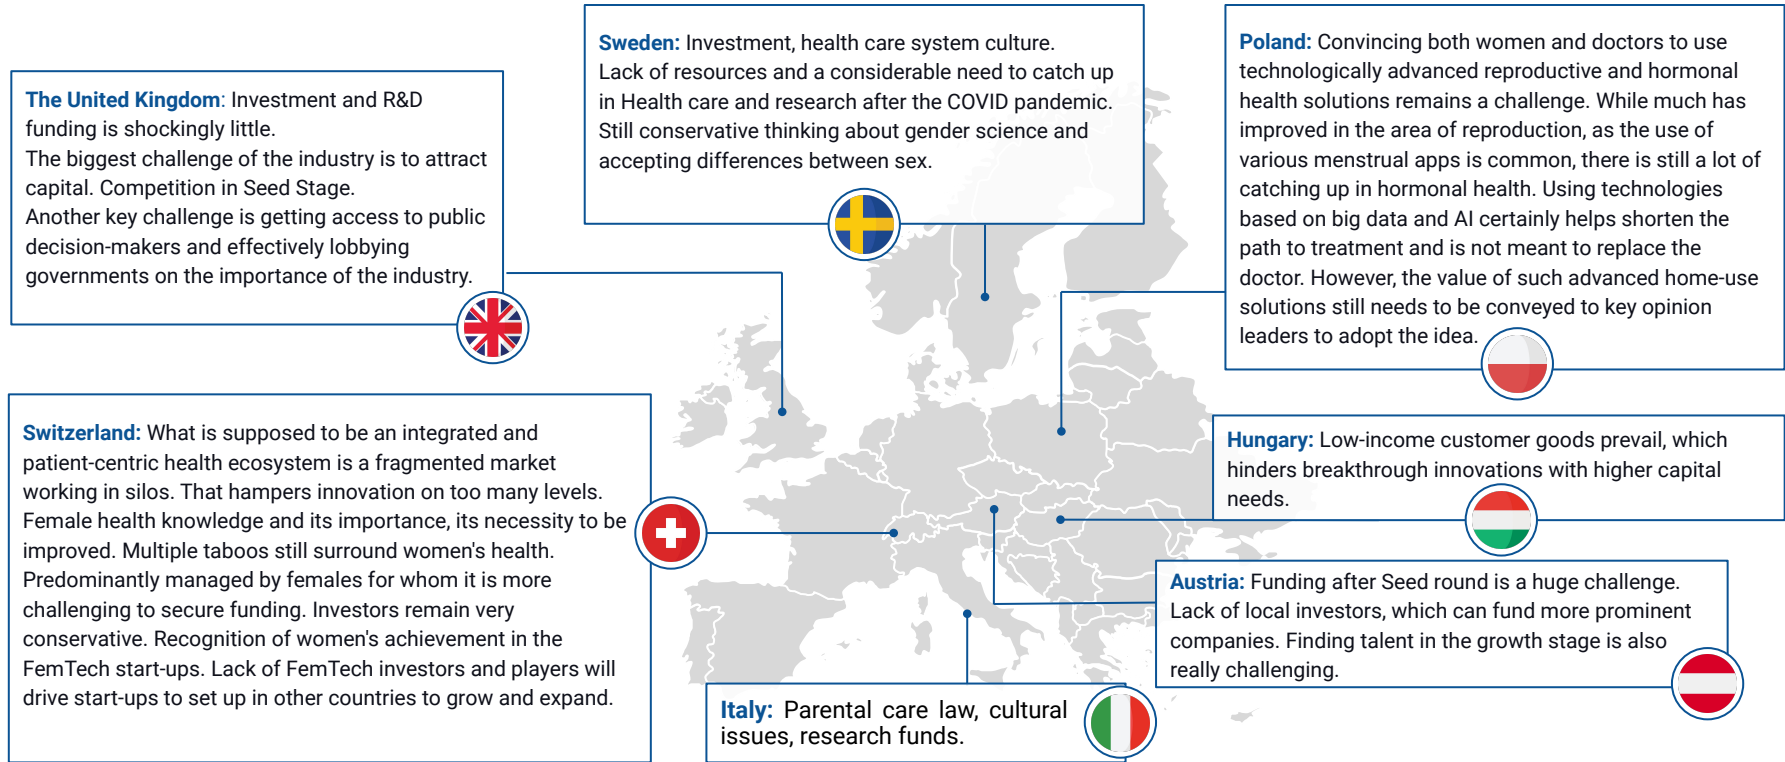 The United Kingdom: Investment and R&D
funding is shockingly little.
The biggest challenge of the industry is to attract
capital. Competition in Seed Stage.
Another key challenge is getting access to public
decision-makers and effectively lobbying
governments on the importance of the industry.
Sweden: Investment, health care system culture.
Lack of resources and a considerable need to catch up
in Health care and research after the COVID pandemic.
Still conservative thinking about gender science and
accepting differences between sex.
Poland: Convincing both women and doctors to use
technologically advanced reproductive and hormonal
health solutions remains a challenge. While much has
improved in the area of reproduction, as the use of
various menstrual apps is common, there is still a lot of
catching up in hormonal health. Using technologies
based on big data and AI certainly helps shorten the
path to treatment and is not meant to replace the
doctor. However, the value of such advanced home-use
solutions still needs to be conveyed to key opinion
leaders to adopt the idea.
Switzerland: What is supposed to be an integrated and
patient-centric health ecosystem is a fragmented market
working in silos. That hampers innovation on too many levels.
Female health knowledge and its importance, its necessity to be
improved. Multiple taboos still surround women's health.
Predominantly managed by females for whom it is more
challenging to secure funding. Investors remain very
conservative. Recognition of women's achievement in the
FemTech start-ups. Lack of FemTech investors and players will
drive start-ups to set up in other countries to grow and expand.
Hungary: Low-income customer goods prevail, which
hinders breakthrough innovations with higher capital
needs.
Austria: Funding after Seed round is a huge challenge.
Lack of local investors, which can fund more prominent
companies. Finding talent in the growth stage is also
really challenging.
Italy: Parental care law, cultural
issues, research funds.